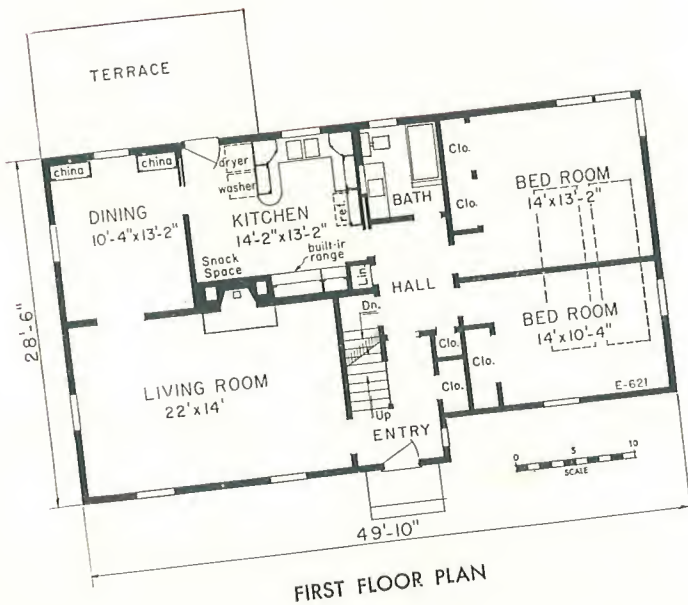 TERRACE
china
china
dryer
washer
DINING
10'-4"x13'-2"
KITCHEN
14'-2"x13'-2"
ref.
BATH
Clo.
Clo.
BED ROOM
14'x13'-2"
Snack
Space
built-in
range
Lin.
HALL
Dn.
BED ROOM
14'x10'-4"
Clo.
Clo.
Clo.
E-621
LIVING ROOM
22'x14'
Up
ENTRY
0 5 10
SCALE
28'-6"
49'-10"
FIRST FLOOR PLAN